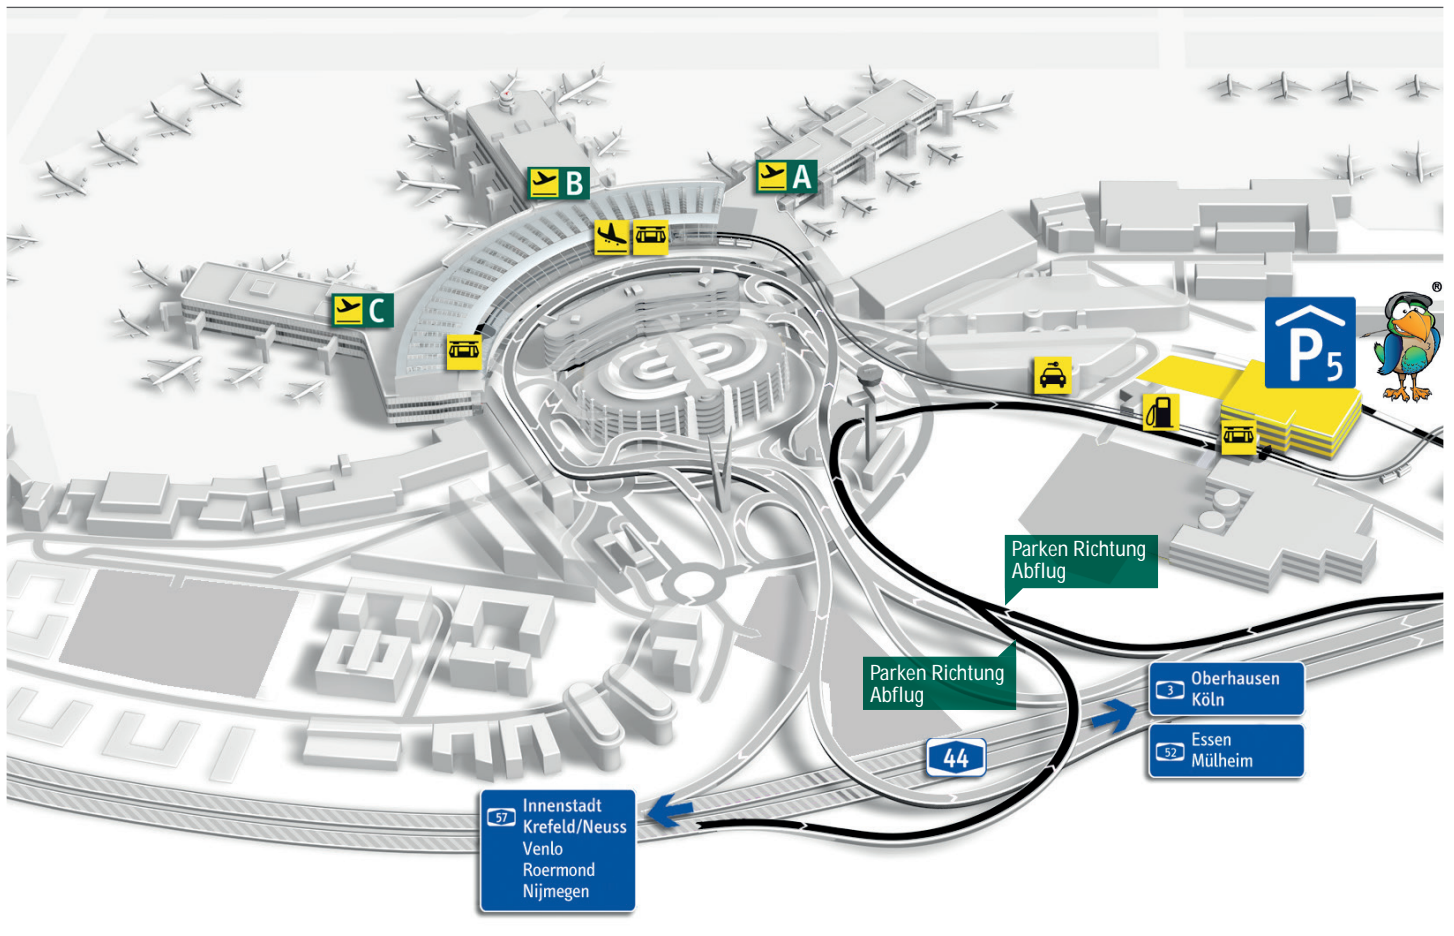 B
A
C
P5
®
Parken Richtung
Abflug
Parken Richtung
Abflug
3
Oberhausen
Köln
52
Essen
Mülheim
44
57
Innenstadt
Krefeld/Neuss
Venlo
Roermond
Nijmegen